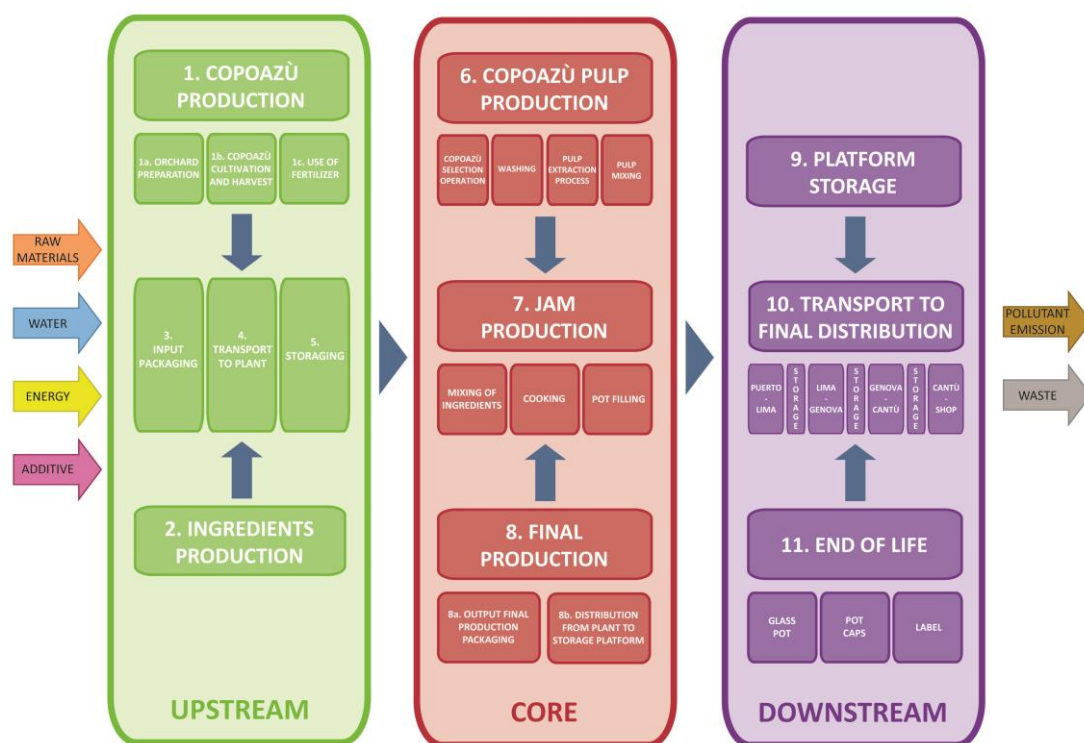 RAW
MATERIALS
WATER
ENERGY
ADDITIVE
1. COPOAZÙ
PRODUCTION
1a. ORCHARD
PREPARATION
1b. COPOAZÙ
CULTIVATION
AND HARVEST
1c. USE OF
FERTILIZER
3.
INPUT
PACKAGING
4.
TRANSPORT
TO PLANT
5.
STORAGING
2. INGREDIENTS
PRODUCTION
UPSTREAM
6. COPOAZÙ PULP
PRODUCTION
COPOAZÙ
SELECTION
OPERATION
WASHING
PULP
EXTRACTION
PROCESS
PULP
MIXING
7. JAM
PRODUCTION
MIXING OF
INGREDIENTS
COOKING
POT FILLING
8. FINAL
PRODUCTION
8a. OUTPUT FINAL
PRODUCTION
PACKAGING
8b. DISTRIBUTION
FROM PLANT TO
STORAGE PLATFORM
CORE
9. PLATFORM
STORAGE
10. TRANSPORT TO
FINAL DISTRIBUTION
PUERTO
-
LIMA
STORAGE
LIMA
-
GENOVA
STORAGE
GENOVA
-
CANTÙ
STORAGE
CANTÙ
-
SHOP
11. END OF LIFE
GLASS
POT
POT
CAPS
LABEL
DOWNSTREAM
POLLUTANT
EMISSION
WASTE